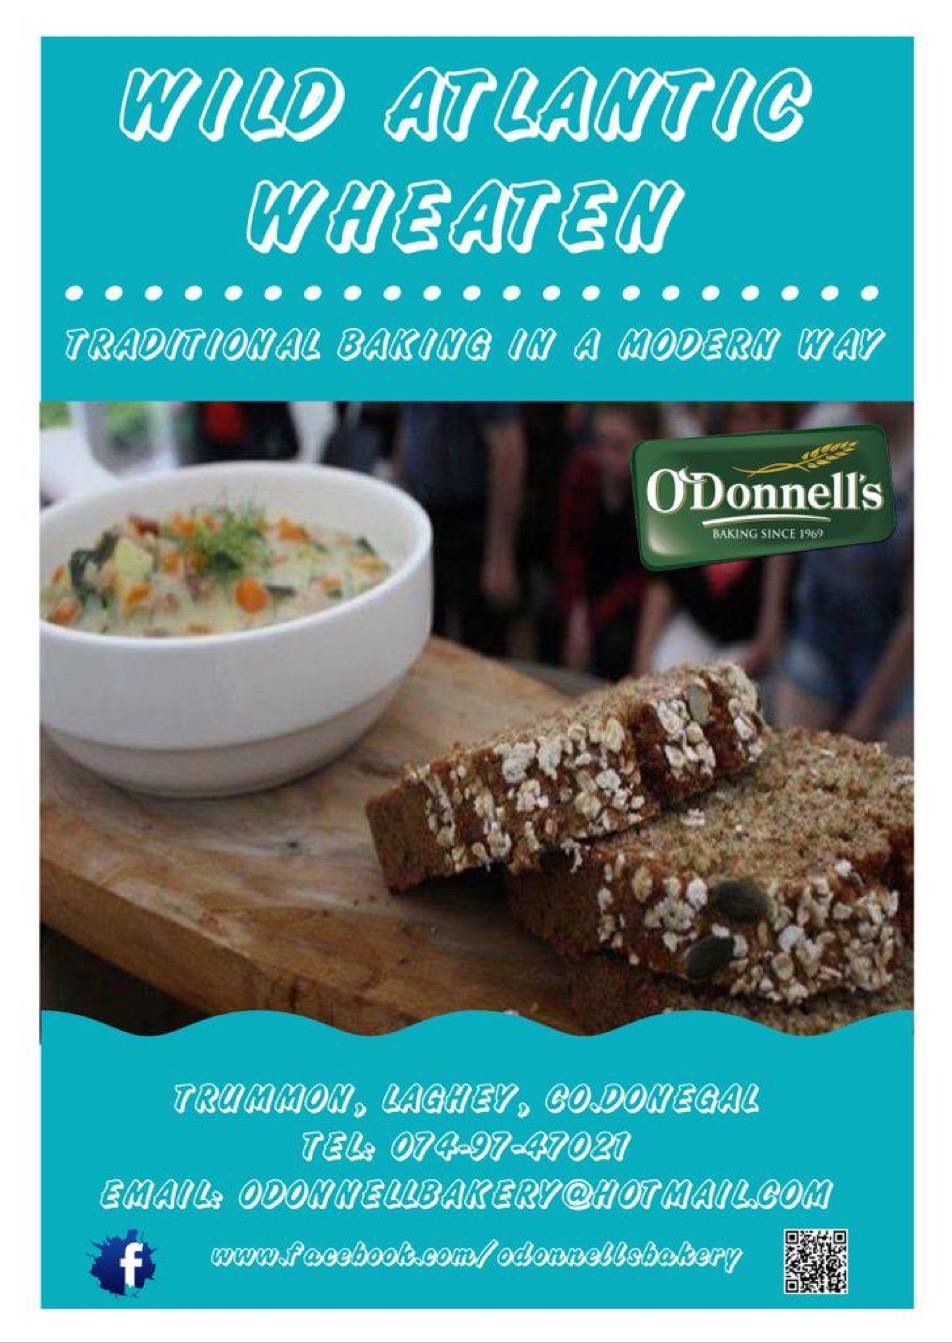 WILD ATLANTIC
WHEATEN
TRADITIONAL BAKING IN A MODERN WAY
O'Donnell's
BAKING SINCE 1969
TRUMMON, LAGHEY, CO.DONEGAL
TEL: 074-97-47021
EMAIL: ODONNELLBAKERY@HOTMAIL.COM
f
www.facebook.com/odonnellsbakery